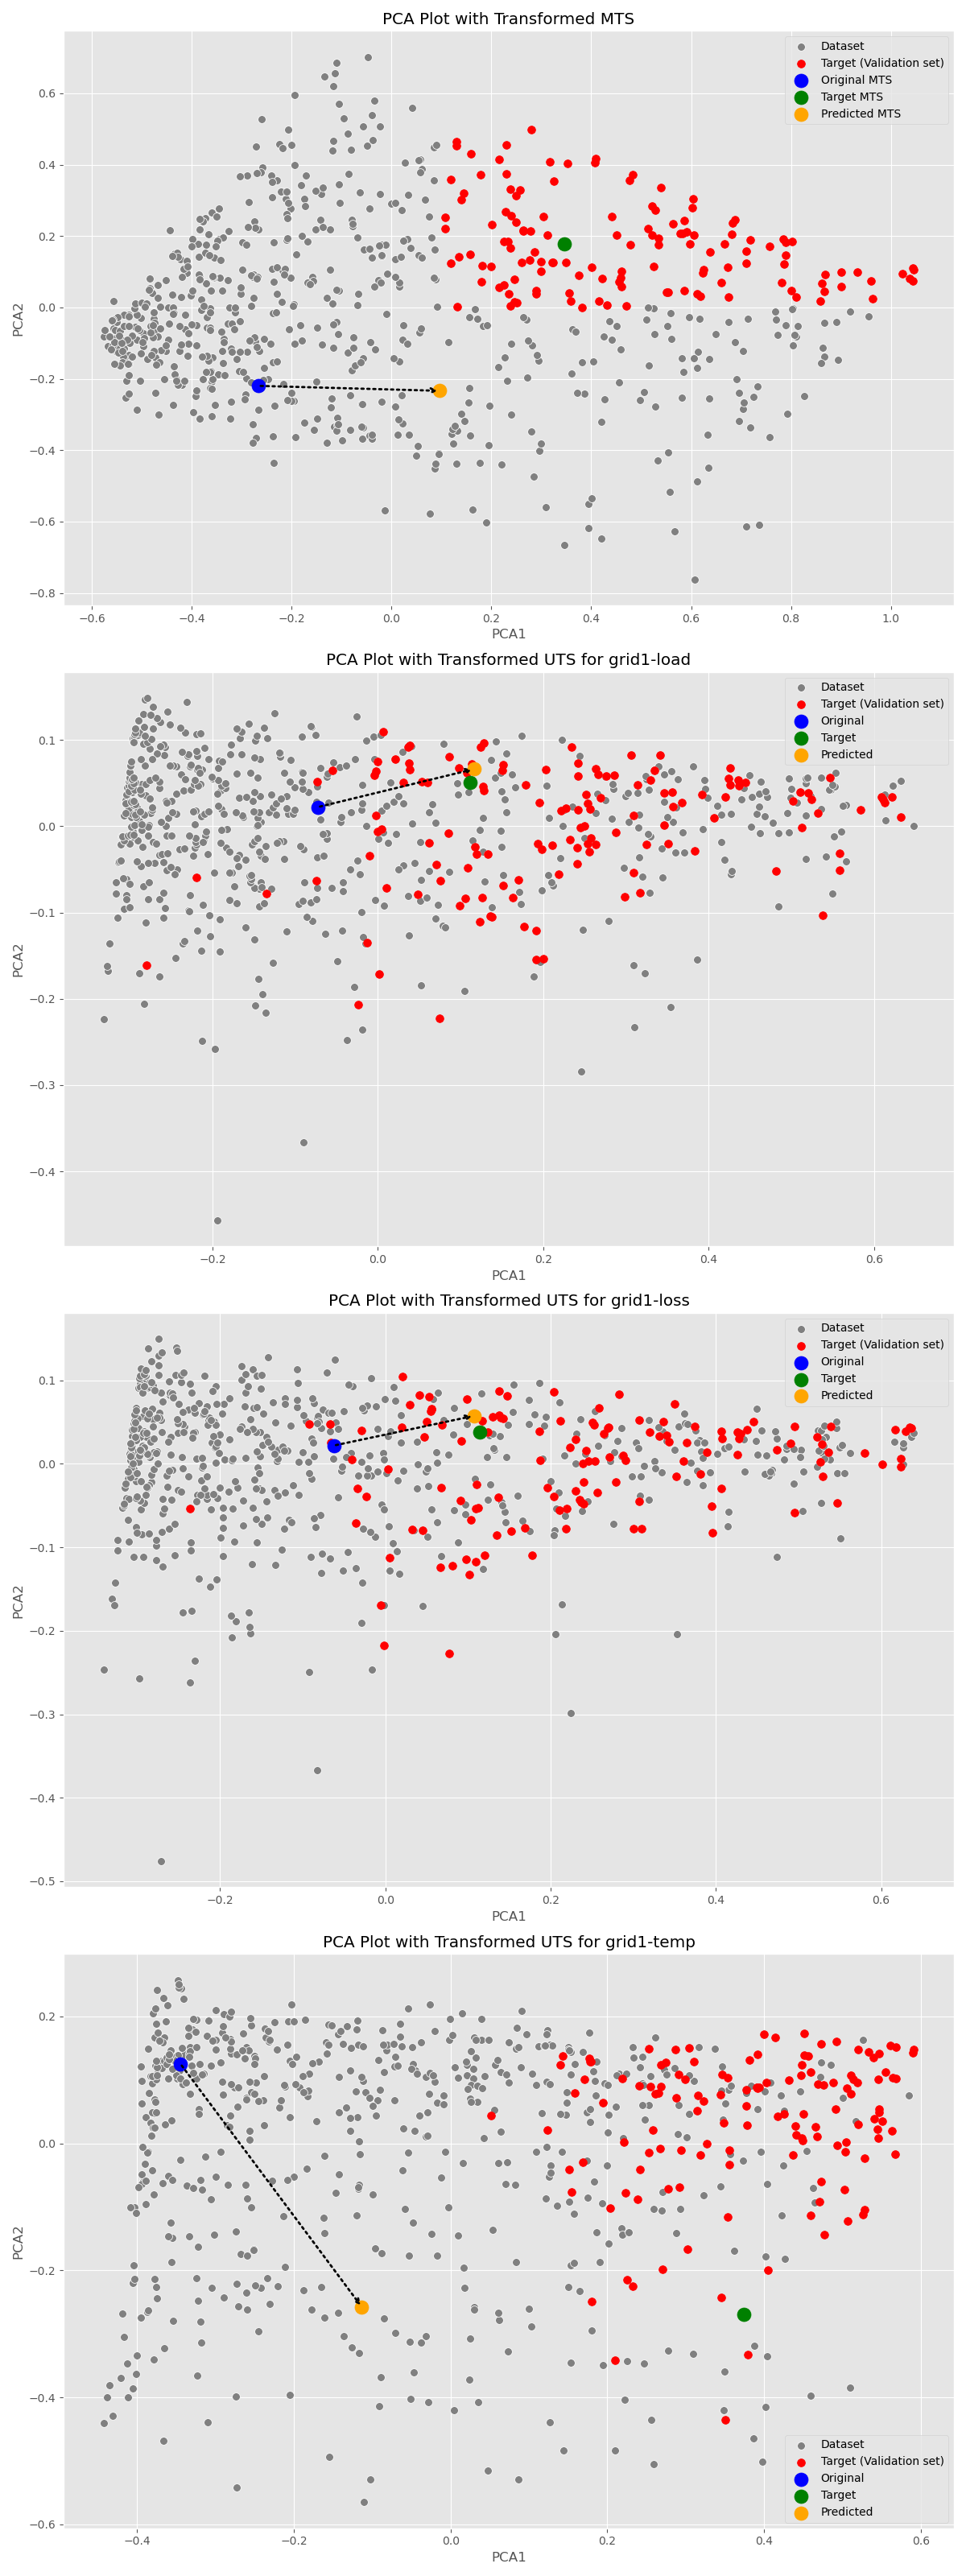 PCA Plot with Transformed MTS
Dataset
Target (Validation set)
Original MTS
Target MTS
Predicted MTS
PCA2
0.6
0.4
0.2
0.0
−0.2
−0.4
−0.6
−0.8
−0.6
−0.4
−0.2
0.0
0.2
0.4
0.6
0.8
1.0
PCA1
PCA Plot with Transformed UTS for grid1-load
Dataset
Target (Validation set)
Original
Target
Predicted
PCA2
0.1
0.0
−0.1
−0.2
−0.3
−0.4
−0.2
0.0
0.2
0.4
0.6
PCA1
PCA Plot with Transformed UTS for grid1-loss
Dataset
Target (Validation set)
Original
Target
Predicted
PCA2
0.1
0.0
−0.1
−0.2
−0.3
−0.4
−0.5
−0.2
0.0
0.2
0.4
0.6
PCA1
PCA Plot with Transformed UTS for grid1-temp
PCA2
0.2
0.0
−0.2
−0.4
−0.6
Dataset
Target (Validation set)
Original
Target
Predicted
−0.4
−0.2
0.0
0.2
0.4
0.6
PCA1